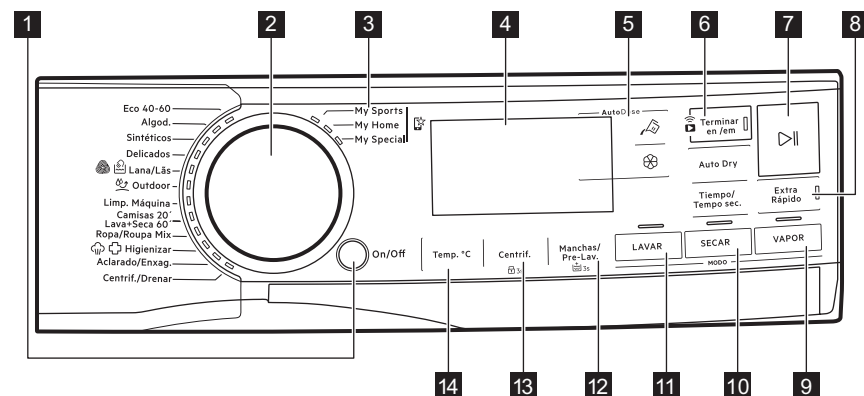 1
2
3
4
5
6
7
8
Eco 40-60
Algod.
Sintéticos
Delicados
Lana/Lãs
Outdoor
Limp. Máquina
Camisas 20'
Lava+Seca 60'
Ropa/Roupa Mix
Higienizar
Aclarado/Enxag.
Centrif./Drenar
My Sports
My Home
My Special
On/Off
AutoDose
Terminar
en /em
Auto Dry
Tiempo/
Tempo sec.
Extra
Rápido
Temp. °C
Centrif.
3s
Manchas/
Pre-Lav.
3s
LAVAR
SECAR
VAPOR
MODO
14
13
12
11
10
9